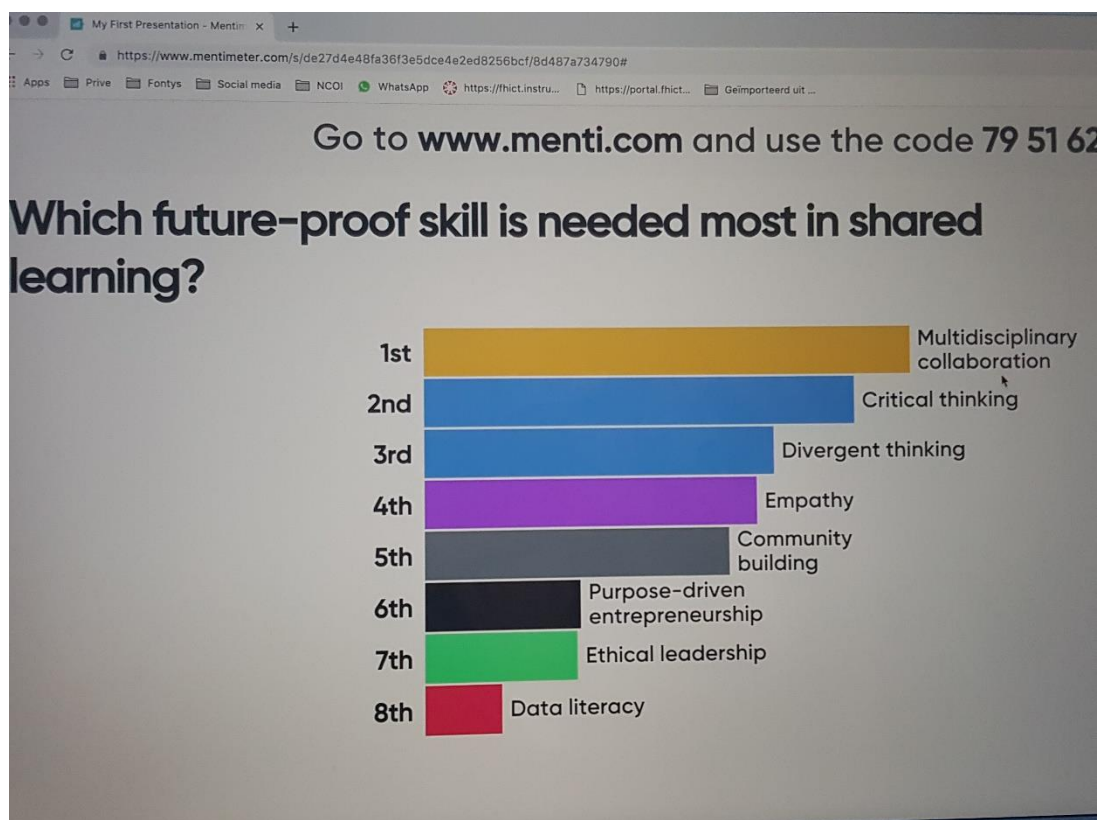 My First Presentation - Mentim
https://www.mentimeter.com/s/de27d4e48fa36f3e5dce4e2ed8256bcf/8d487a734790#
Apps Prive Fontys Social media NCOI WhatsApp https://fhict.instru... https://portal.fhict... Geïmporteerd uit ...
Go to www.menti.com and use the code 79 51 62
Which future-proof skill is needed most in shared
learning?
1st
Multidisciplinary
collaboration
2nd Critical thinking
3rd Divergent thinking
4th Empathy
5th
Community
building
6th
Purpose-driven
entrepreneurship
7th Ethical leadership
8th Data literacy